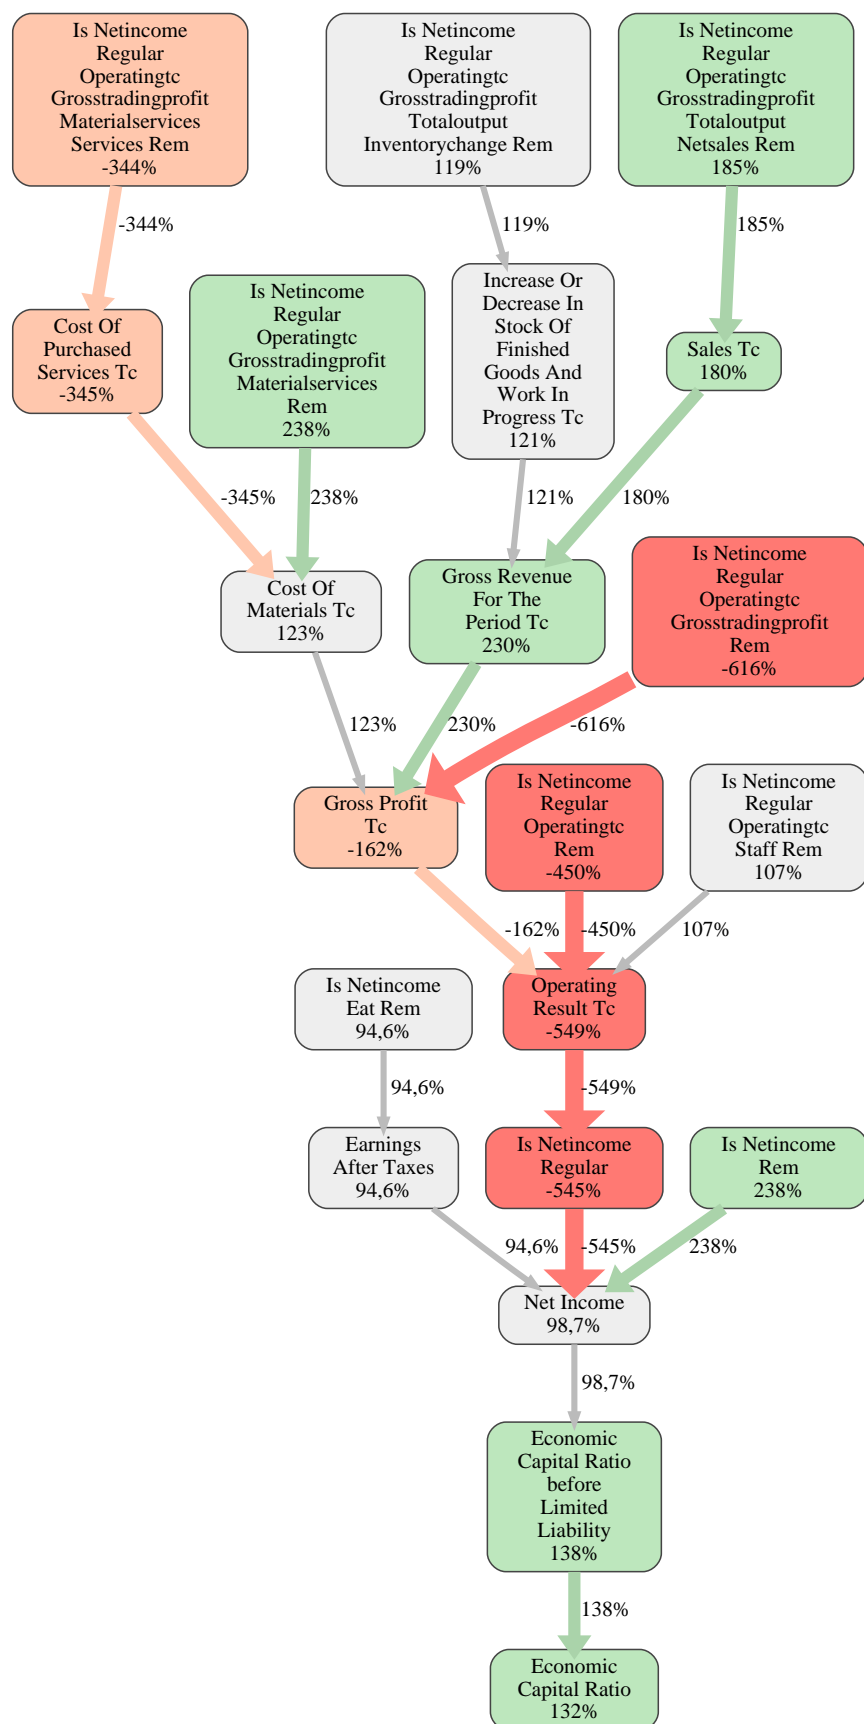 Is Netincome
Regular
Operatingtc
Grosstradingprofit
Materialservices
Services Rem
-344%
Is Netincome
Regular
Operatingtc
Grosstradingprofit
Totaloutput
Inventorychange Rem
119%
Is Netincome
Regular
Operatingtc
Grosstradingprofit
Totaloutput
Netsales Rem
185%
-344%
119%
185%
Cost Of
Purchased
Services Tc
-345%
Is Netincome
Regular
Operatingtc
Grosstradingprofit
Materialservices
Rem
238%
Increase Or
Decrease In
Stock Of
Finished
Goods And
Work In
Progress Tc
121%
Sales Tc
180%
-345%
238%
121%
180%
Cost Of
Materials Tc
123%
Gross Revenue
For The
Period Tc
230%
Is Netincome
Regular
Operatingtc
Grosstradingprofit
Rem
-616%
123%
230%
-616%
Gross Profit
Tc
-162%
Is Netincome
Regular
Operatingtc
Rem
-450%
Is Netincome
Regular
Operatingtc
Staff Rem
107%
-162%
-450%
107%
Is Netincome
Eat Rem
94,6%
Operating
Result Tc
-549%
94,6%
-549%
Earnings
After Taxes
94,6%
Is Netincome
Regular
-545%
Is Netincome
Rem
238%
94,6%
-545%
238%
Net Income
98,7%
98,7%
Economic
Capital Ratio
before
Limited
Liability
138%
138%
Economic
Capital Ratio
132%